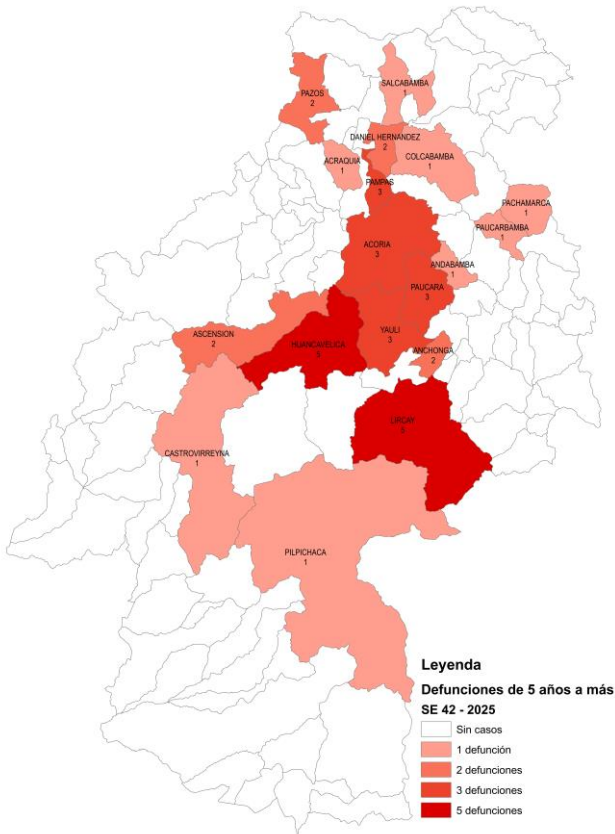 SALCABAMBA
1
PAZOS
2
DANIEL HERNANDEZ
2
ACRAQUIA
1
COLCABAMBA
1
PAMPAS
3
PACHAMARCA
1
PAUCARBAMBA
1
ACORIA
3
ANDABAMBA
1
PAUCARA
3
ASCENSION
2
YAULI
3
HUANCAVELICA
5
ANCHONGA
2
LIRCAY
5
CASTROVIRREYNA
1
PILPICHACA
1
Leyenda
Defunciones de 5 años a más
SE 42 - 2025
Sin casos
1 defunción
2 defunciones
3 defunciones
5 defunciones